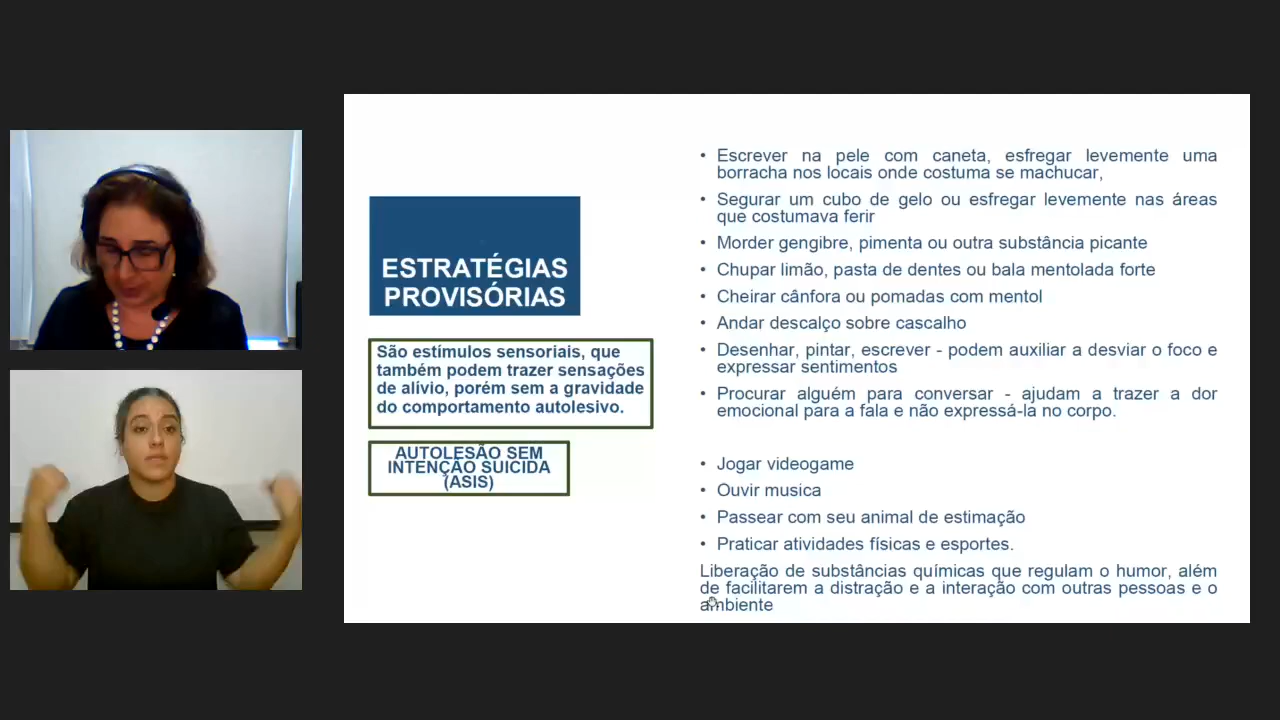 ESTRATÉGIAS
PROVISÓRIAS
São estímulos sensoriais, que
também podem trazer sensações
de alívio, porém sem a gravidade
do comportamento autolesivo.
AUTOLESÃO SEM
INTENÇÃO SUICIDA
(ASIS)
• Escrever na pele com caneta, esfregar levemente uma
borracha nos locais onde costuma se machucar,
• Segurar um cubo de gelo ou esfregar levemente nas áreas
que costumava ferir
• Morder gengibre, pimenta ou outra substância picante
• Chupar limão, pasta de dentes ou bala mentolada forte
• Cheirar cânfora ou pomadas com mentol
• Andar descalço sobre cascalho
• Desenhar, pintar, escrever - podem auxiliar a desviar o foco e
expressar sentimentos
• Procurar alguém para conversar - ajudam a trazer a dor
emocional para a fala e não expressá-la no corpo.
• Jogar videogame
• Ouvir musica
• Passear com seu animal de estimação
• Praticar atividades físicas e esportes.
Liberação de substâncias químicas que regulam o humor, além
de facilitarem a distração e a interação com outras pessoas e o
ambiente